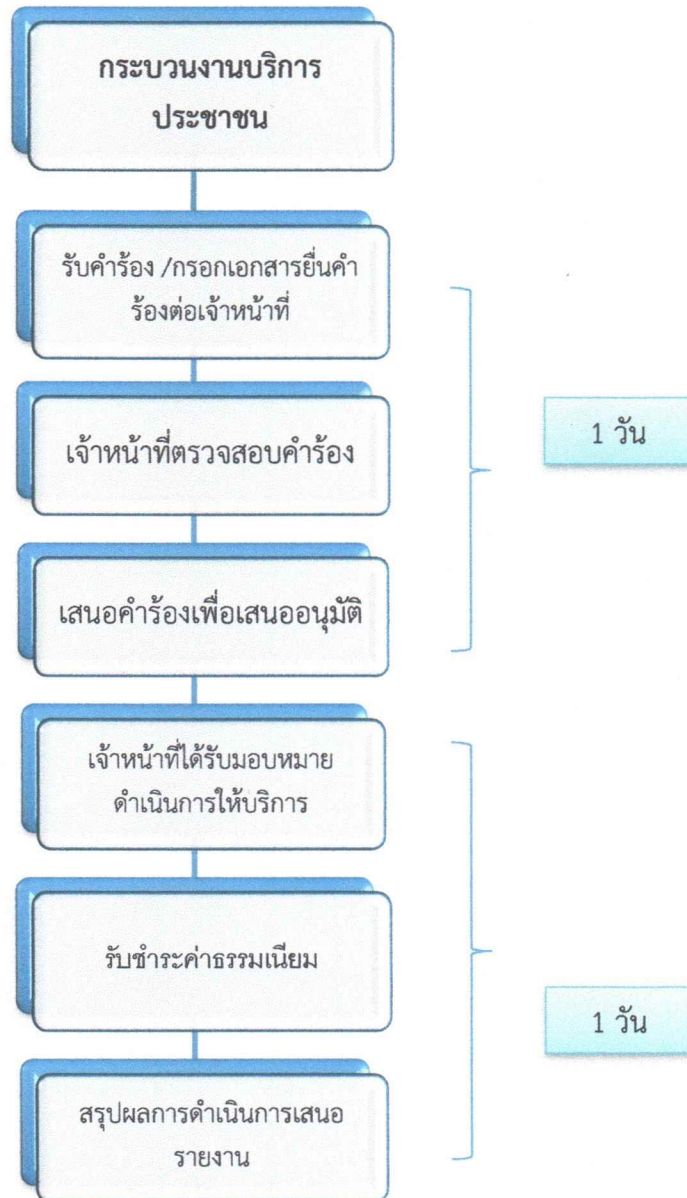 กระบวนงานบริการ
ประชาชน
รับคำร้อง /กรอกเอกสารยื่นคำ
ร้องต่อเจ้าหน้าที่
เจ้าหน้าที่ตรวจสอบคำร้อง
1 วัน
เสนอคำร้องเพื่อเสนออนุมัติ
เจ้าหน้าที่ได้รับมอบหมาย
ดำเนินการให้บริการ
รับชำระค่าธรรมเนียม
1 วัน
สรุปผลการดำเนินการเสนอ
รายงาน